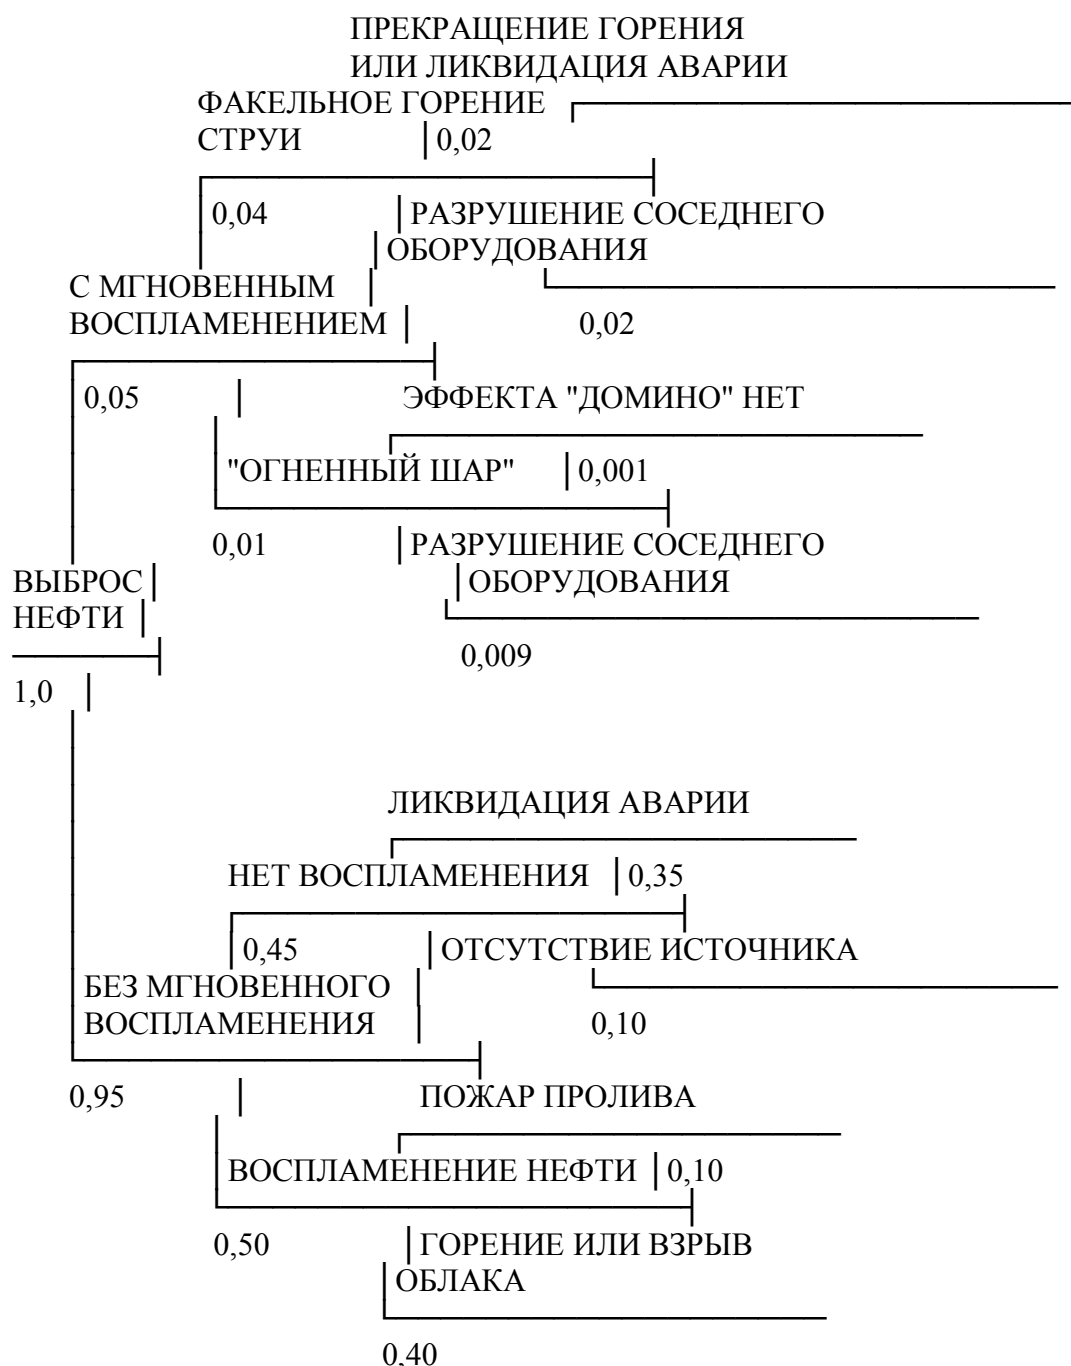 ПРЕКРАЩЕНИЕ ГОРЕНИЯ
ИЛИ ЛИКВИДАЦИЯ АВАРИИ
ФАКЕЛЬНОЕ ГОРЕНИЕ
СТРУИ 0,02
0,04 РАЗРУШЕНИЕ СОСЕДНЕГО
ОБОРУДОВАНИЯ
С МГНОВЕННЫМ
ВОСПЛАМЕНЕНИЕМ 0,02
0,05 ЭФФЕКТА "ДОМИНО" НЕТ
"ОГНЕННЫЙ ШАР" 0,001
0,01 РАЗРУШЕНИЕ СОСЕДНЕГО
ВЫБРОС ОБОРУДОВАНИЯ
НЕФТИ
0,009
1,0
ЛИКВИДАЦИЯ АВАРИИ
НЕТ ВОСПЛАМЕНЕНИЯ 0,35
0,45 ОТСУТСТВИЕ ИСТОЧНИКА
БЕЗ МГНОВЕННОГО
ВОСПЛАМЕНЕНИЯ 0,10
0,95 ПОЖАР ПРОЛИВА
ВОСПЛАМЕНЕНИЕ НЕФТИ 0,10
0,50 ГОРЕНИЕ ИЛИ ВЗРЫВ
ОБЛАКА
0,40